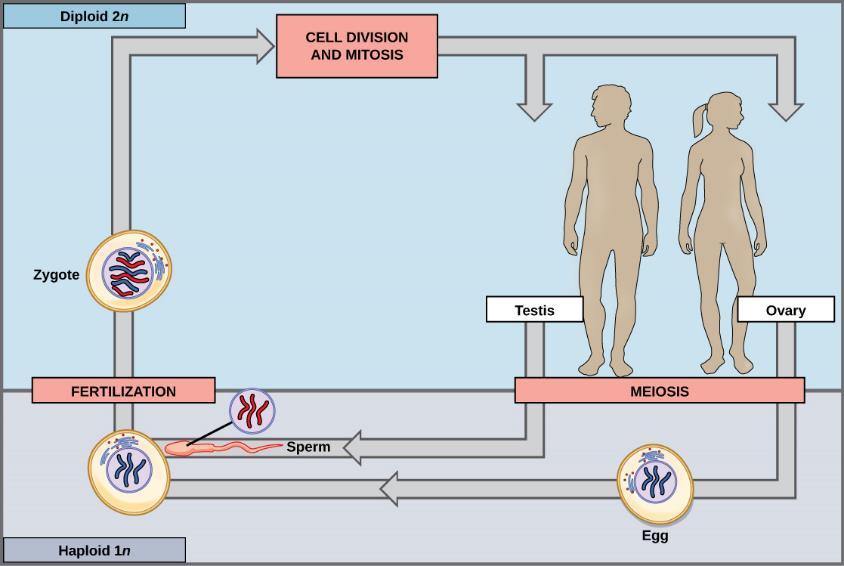 Diploid 2n
CELL DIVISION
AND MITOSIS
Zygote
Testis
Ovary
FERTILIZATION
MEIOSIS
Sperm
Egg
Haploid 1n